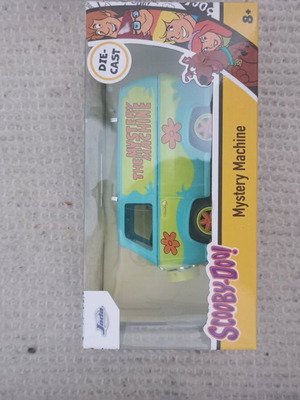 DIE-
CAST
8+
THE MYSTERY
MACHINE
Jada
SCOOBY-DOO!
Mystery Machine